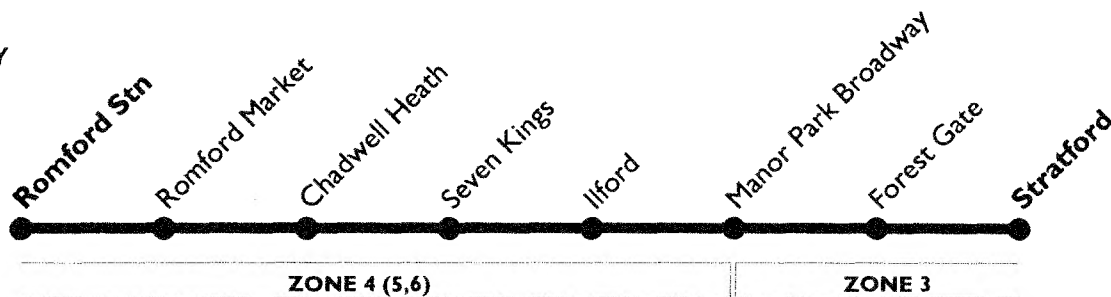 Romford Stn
Romford Market
Chadwell Heath
Seven Kings
Ilford
Manor Park Broadway
Forest Gate
Stratford
ZONE 4 (5,6)
ZONE 3